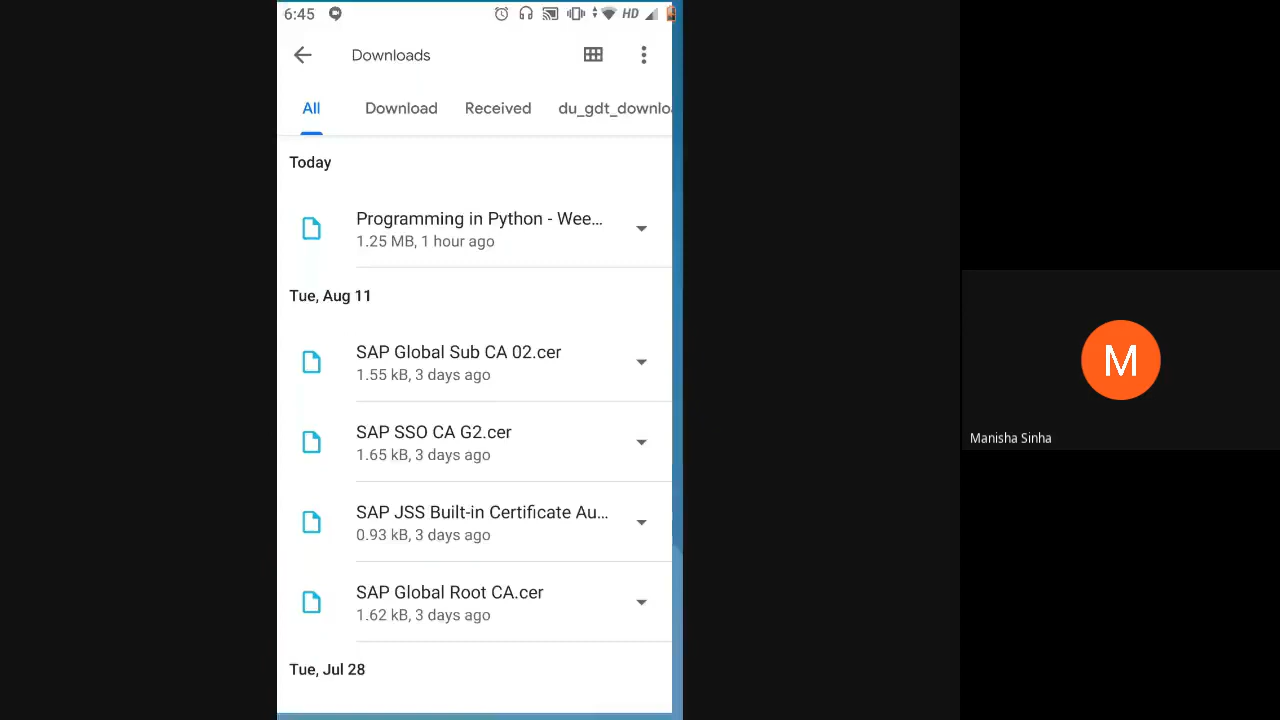 6:45 HD
Downloads
All Download Received du_gdt_downlo
Today
Programming in Python - Wee...
1.25 MB, 1 hour ago
Tue, Aug 11
SAP Global Sub CA 02.cer
1.55 kB, 3 days ago
SAP SSO CA G2.cer
1.65 kB, 3 days ago
SAP JSS Built-in Certificate Au...
0.93 kB, 3 days ago
SAP Global Root CA.cer
1.62 kB, 3 days ago
Tue, Jul 28
M
Manisha Sinha